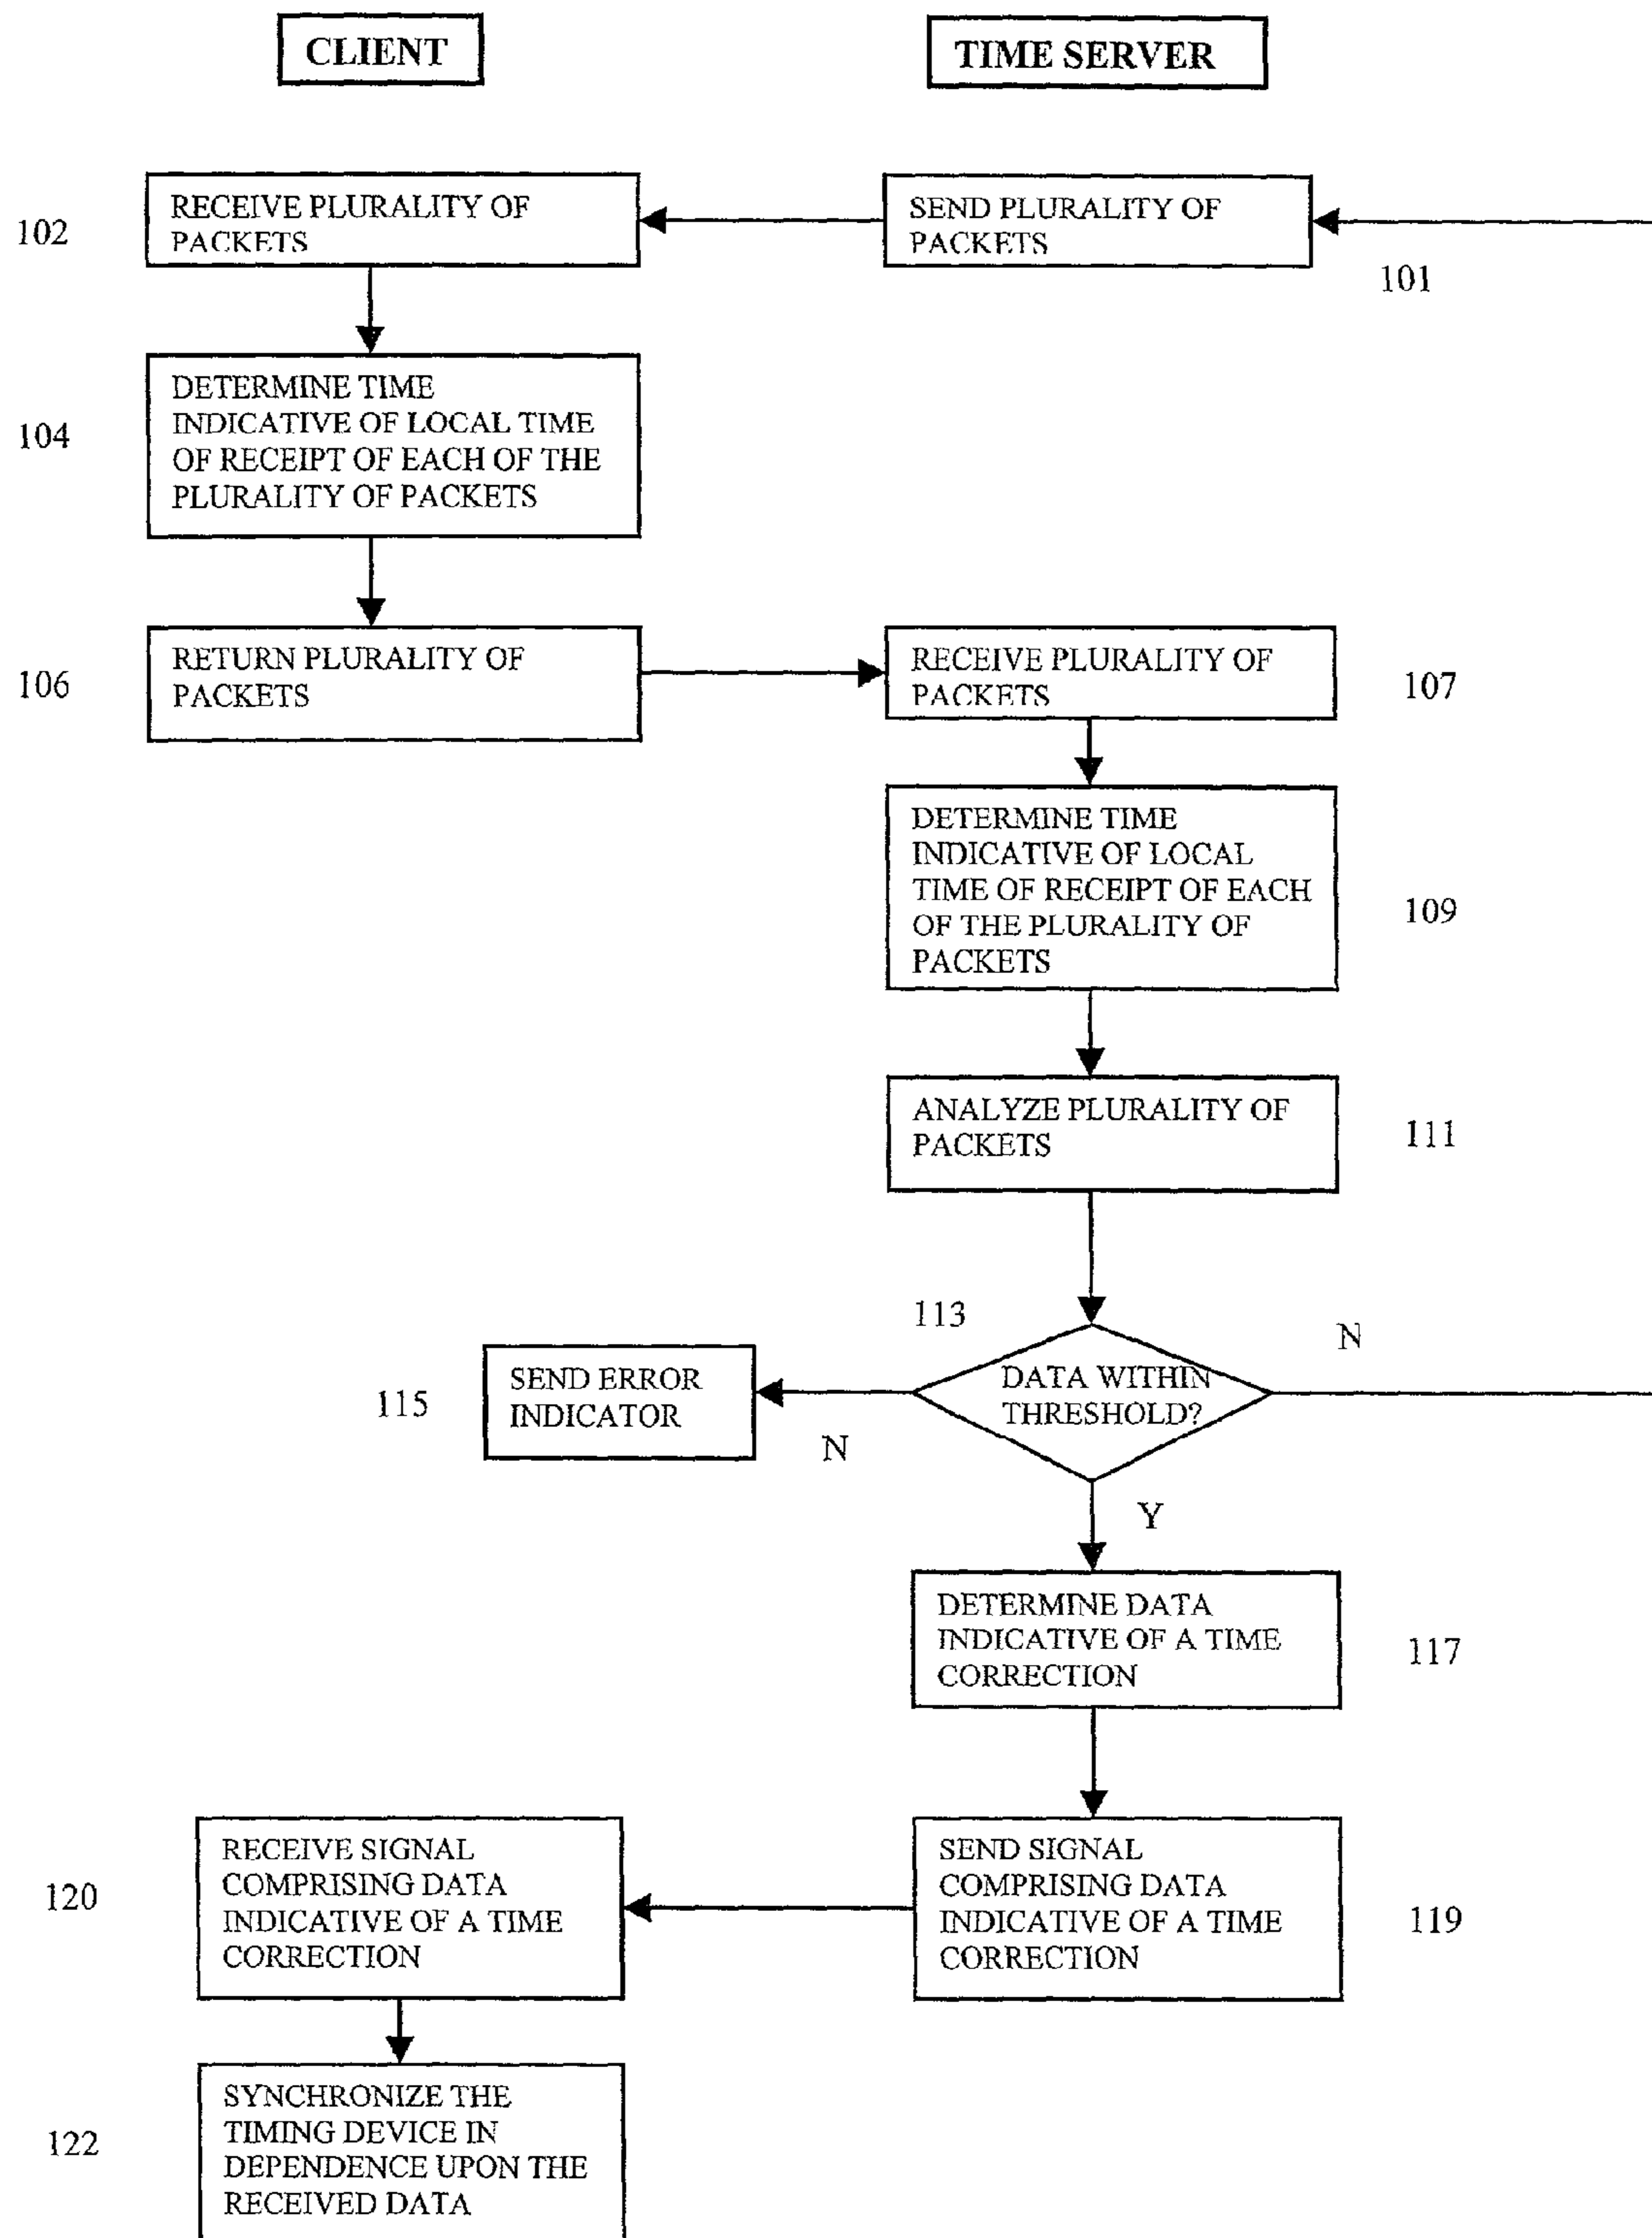 CLIENT
TIME SERVER
102
RECEIVE PLURALITY OF
PACKETS
SEND PLURALITY OF
PACKETS
101
104
DETERMINE TIME
INDICATIVE OF LOCAL TIME
OF RECEIPT OF EACH OF THE
PLURALITY OF PACKETS
106
RETURN PLURALITY OF
PACKETS
RECEIVE PLURALITY OF
PACKETS
107
DETERMINE TIME
INDICATIVE OF LOCAL
TIME OF RECEIPT OF EACH
OF THE PLURALITY OF
PACKETS
109
ANALYZE PLURALITY OF
PACKETS
111
113
DATA WITHIN
THRESHOLD?
N
115
SEND ERROR
INDICATOR
N
Y
DETERMINE DATA
INDICATIVE OF A TIME
CORRECTION
117
120
RECEIVE SIGNAL
COMPRISING DATA
INDICATIVE OF A TIME
CORRECTION
SEND SIGNAL
COMPRISING DATA
INDICATIVE OF A TIME
CORRECTION
119
122
SYNCHRONIZE THE
TIMING DEVICE IN
DEPENDENCE UPON THE
RECEIVED DATA